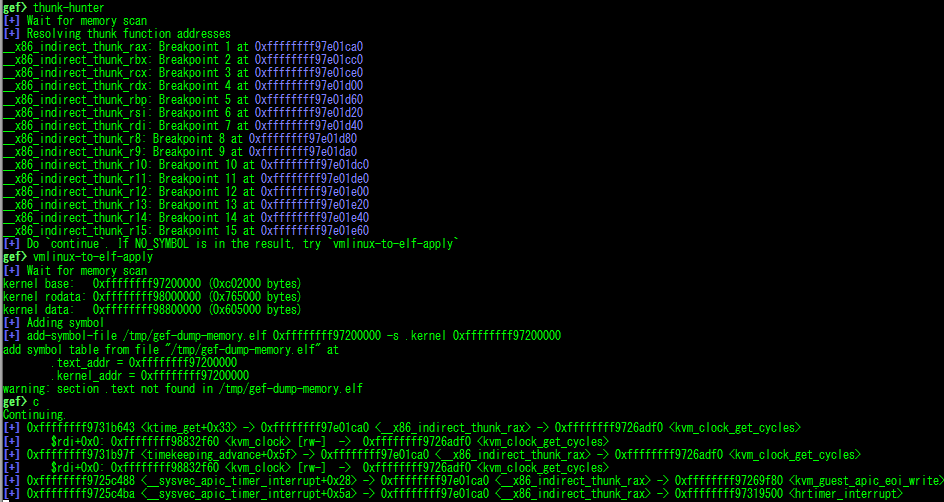 gef> thunk-hunter
[+] Wait for memory scan
[+] Resolving thunk function addresses
__x86_indirect_thunk_rax: Breakpoint 1 at 0xffffffff97e01ca0
__x86_indirect_thunk_rbx: Breakpoint 2 at 0xffffffff97e01cc0
__x86_indirect_thunk_rcx: Breakpoint 3 at 0xffffffff97e01ce0
__x86_indirect_thunk_rdx: Breakpoint 4 at 0xffffffff97e01d00
__x86_indirect_thunk_rbp: Breakpoint 5 at 0xffffffff97e01d60
__x86_indirect_thunk_rsi: Breakpoint 6 at 0xffffffff97e01d20
__x86_indirect_thunk_rdi: Breakpoint 7 at 0xffffffff97e01d40
__x86_indirect_thunk_r8: Breakpoint 8 at 0xffffffff97e01d80
__x86_indirect_thunk_r9: Breakpoint 9 at 0xffffffff97e01da0
__x86_indirect_thunk_r10: Breakpoint 10 at 0xffffffff97e01dc0
__x86_indirect_thunk_r11: Breakpoint 11 at 0xffffffff97e01de0
__x86_indirect_thunk_r12: Breakpoint 12 at 0xffffffff97e01e00
__x86_indirect_thunk_r13: Breakpoint 13 at 0xffffffff97e01e20
__x86_indirect_thunk_r14: Breakpoint 14 at 0xffffffff97e01e40
__x86_indirect_thunk_r15: Breakpoint 15 at 0xffffffff97e01e60
[+] Do `continue`. If NO_SYMBOL is in the result, try `vmlinux-to-elf-apply`
gef> vmlinux-to-elf-apply
[+] Wait for memory scan
kernel base:   0xffffffff97200000 (0xc02000 bytes)
kernel rodata: 0xffffffff98000000 (0x765000 bytes)
kernel data:   0xffffffff98800000 (0x605000 bytes)
[+] Adding symbol
[+] add-symbol-file /tmp/gef-dump-memory.elf 0xffffffff97200000 -s .kernel 0xffffffff97200000
add symbol table from file "/tmp/gef-dump-memory.elf" at
.text_addr = 0xffffffff97200000
.kernel_addr = 0xffffffff97200000
warning: section .text not found in /tmp/gef-dump-memory.elf
gef> c
Continuing.
[+] 0xffffffff9731b643 <ktime_get+0x33> -> 0xffffffff97e01ca0 <__x86_indirect_thunk_rax> -> 0xffffffff9726adf0 <kvm_clock_get_cycles>
[+]     $rdi+0x0: 0xffffffff98832f60 <kvm_clock> [rw-]  ->  0xffffffff9726adf0 <kvm_clock_get_cycles>
[+] 0xffffffff9731b97f <timekeeping_advance+0x5f> -> 0xffffffff97e01ca0 <__x86_indirect_thunk_rax> -> 0xffffffff9726adf0 <kvm_clock_get_cycles>
[+]     $rdi+0x0: 0xffffffff98832f60 <kvm_clock> [rw-]  ->  0xffffffff9726adf0 <kvm_clock_get_cycles>
[+] 0xffffffff9725c488 <__sysvec_apic_timer_interrupt+0x28> -> 0xffffffff97e01ca0 <__x86_indirect_thunk_rax> -> 0xffffffff97269f80 <kvm_guest_apic_eoi_write>
[+] 0xffffffff9725c4ba <__sysvec_apic_timer_interrupt+0x5a> -> 0xffffffff97e01ca0 <__x86_indirect_thunk_rax> -> 0xffffffff97319500 <hrtimer_interrupt>